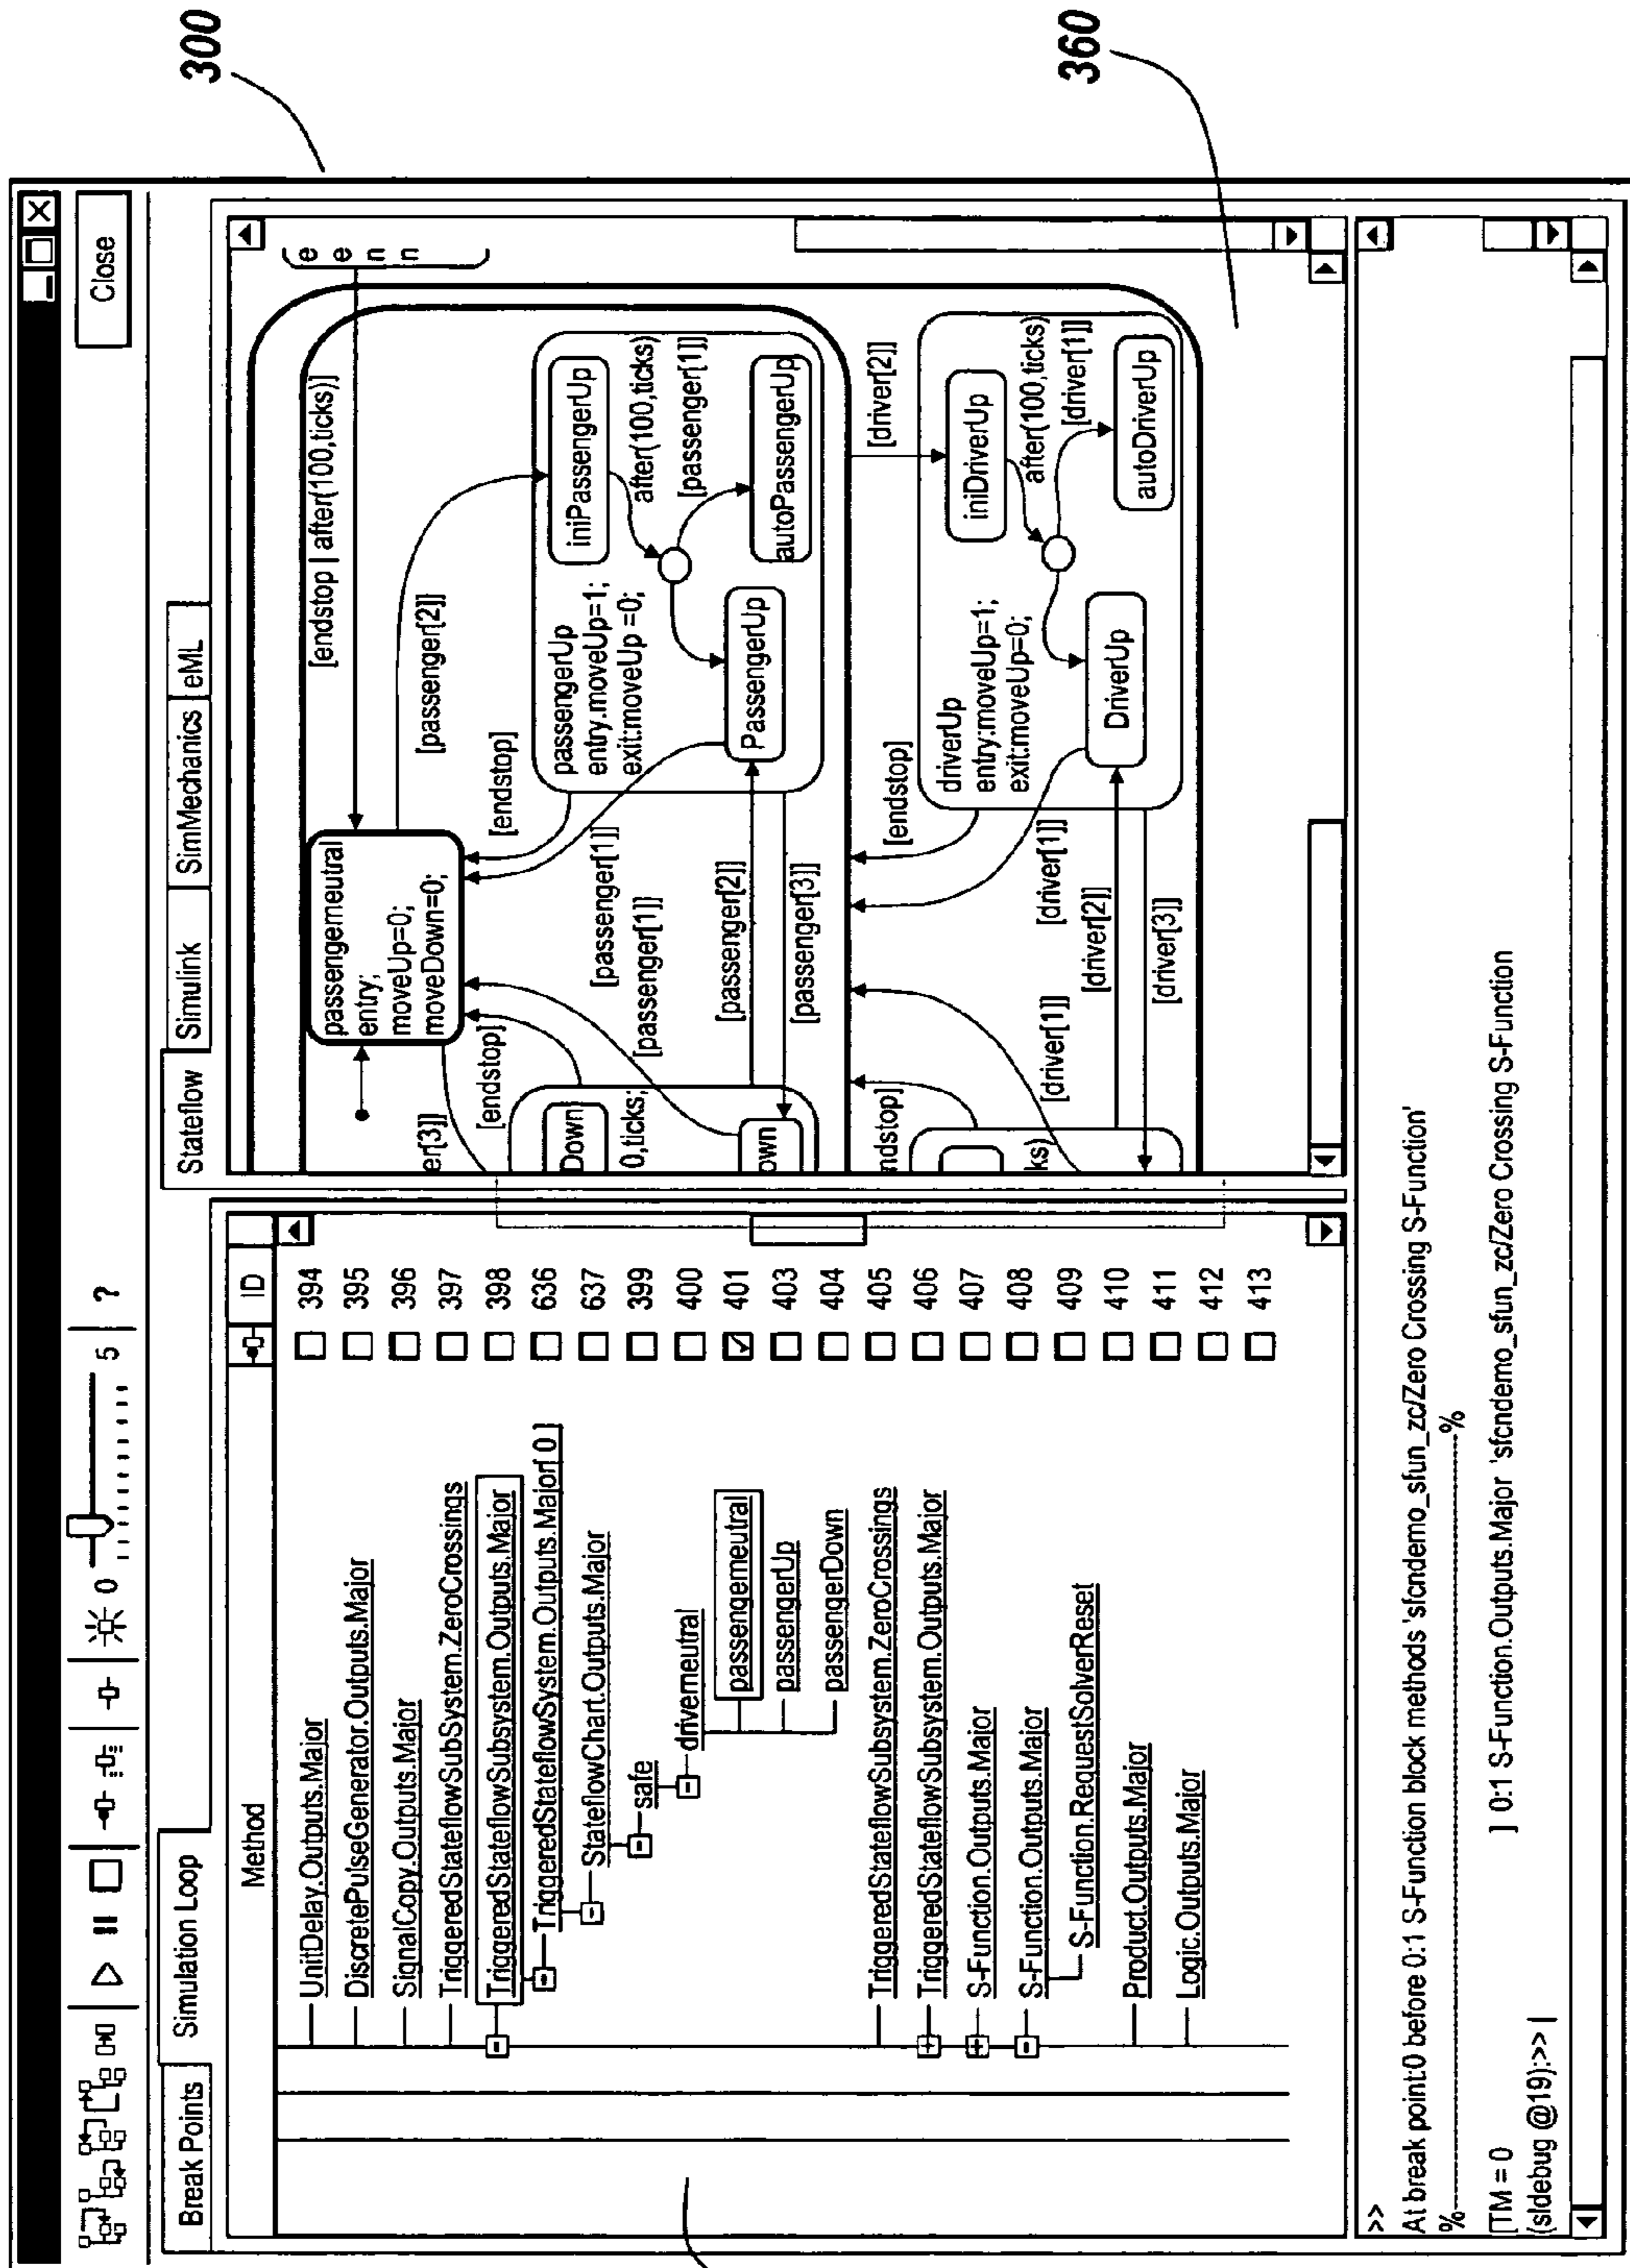 300
360
Close
0 5 ?
Break Points Simulation Loop
Method ID
UnitDelay.Outputs.Major 394
DiscretePulseGenerator.Outputs.Major 395
SignalCopy.Outputs.Major 396
TriggeredStateflowSubSystem.ZeroCrossings 397
TriggeredStateflowSubsystem.Outputs.Major 398
TriggeredStateflowSystem.Outputs.Major[ 0 ] 636
StateflowChart.Outputs.Major 637
safe 399
driverneutral 400
passengerneutral 401
passengerUp 403
passengerDown 404
TriggeredStateflowSubsystem.ZeroCrossings 405
TriggeredStateflowSubsystem.Outputs.Major 406
S-Function.Outputs.Major 407
S-Function.Outputs.Major 408
S-Function.RequestSolverReset 409
Product.Outputs.Major 410
411
Logic.Outputs.Major 412
413
Stateflow Simulink SimMechanics eML
[endstop | after(100,ticks)]
e
e
n
n
passengerneutral
entry;
moveUp=0;
moveDown=0;
[passenger[2]]
er[3]]
[endstop]
[endstop]
passengerUp
entry.moveUp=1;
exit:moveUp =0;
iniPassengerUp
after(100,ticks)
[passenger[1]]
PassengerUp
autoPassengerUp
Down
0,ticks;
own
[passenger[1]]
[passenger[1]]
[passenger[2]]
[passenger[3]]
[driver[2]]
ndstop]
[endstop]
driverUp
entry:moveUp=1;
exit:moveUp=0;
iniDriverUp
after(100,ticks)
[driver[1]]
DriverUp
autoDriverUp
[driver[1]]
[driver[1]]
[driver[2]]
[driver[3]]
ks)
>>
At break point:0 before 0:1 S-Function block methods 'sfcndemo_sfun_zc/Zero Crossing S-Function'
%----------------------------------------%
[TM = 0 ] 0:1 S-Function.Outputs.Major 'sfcndemo_sfun_zc/Zero Crossing S-Function
(sldebug @19):>> |